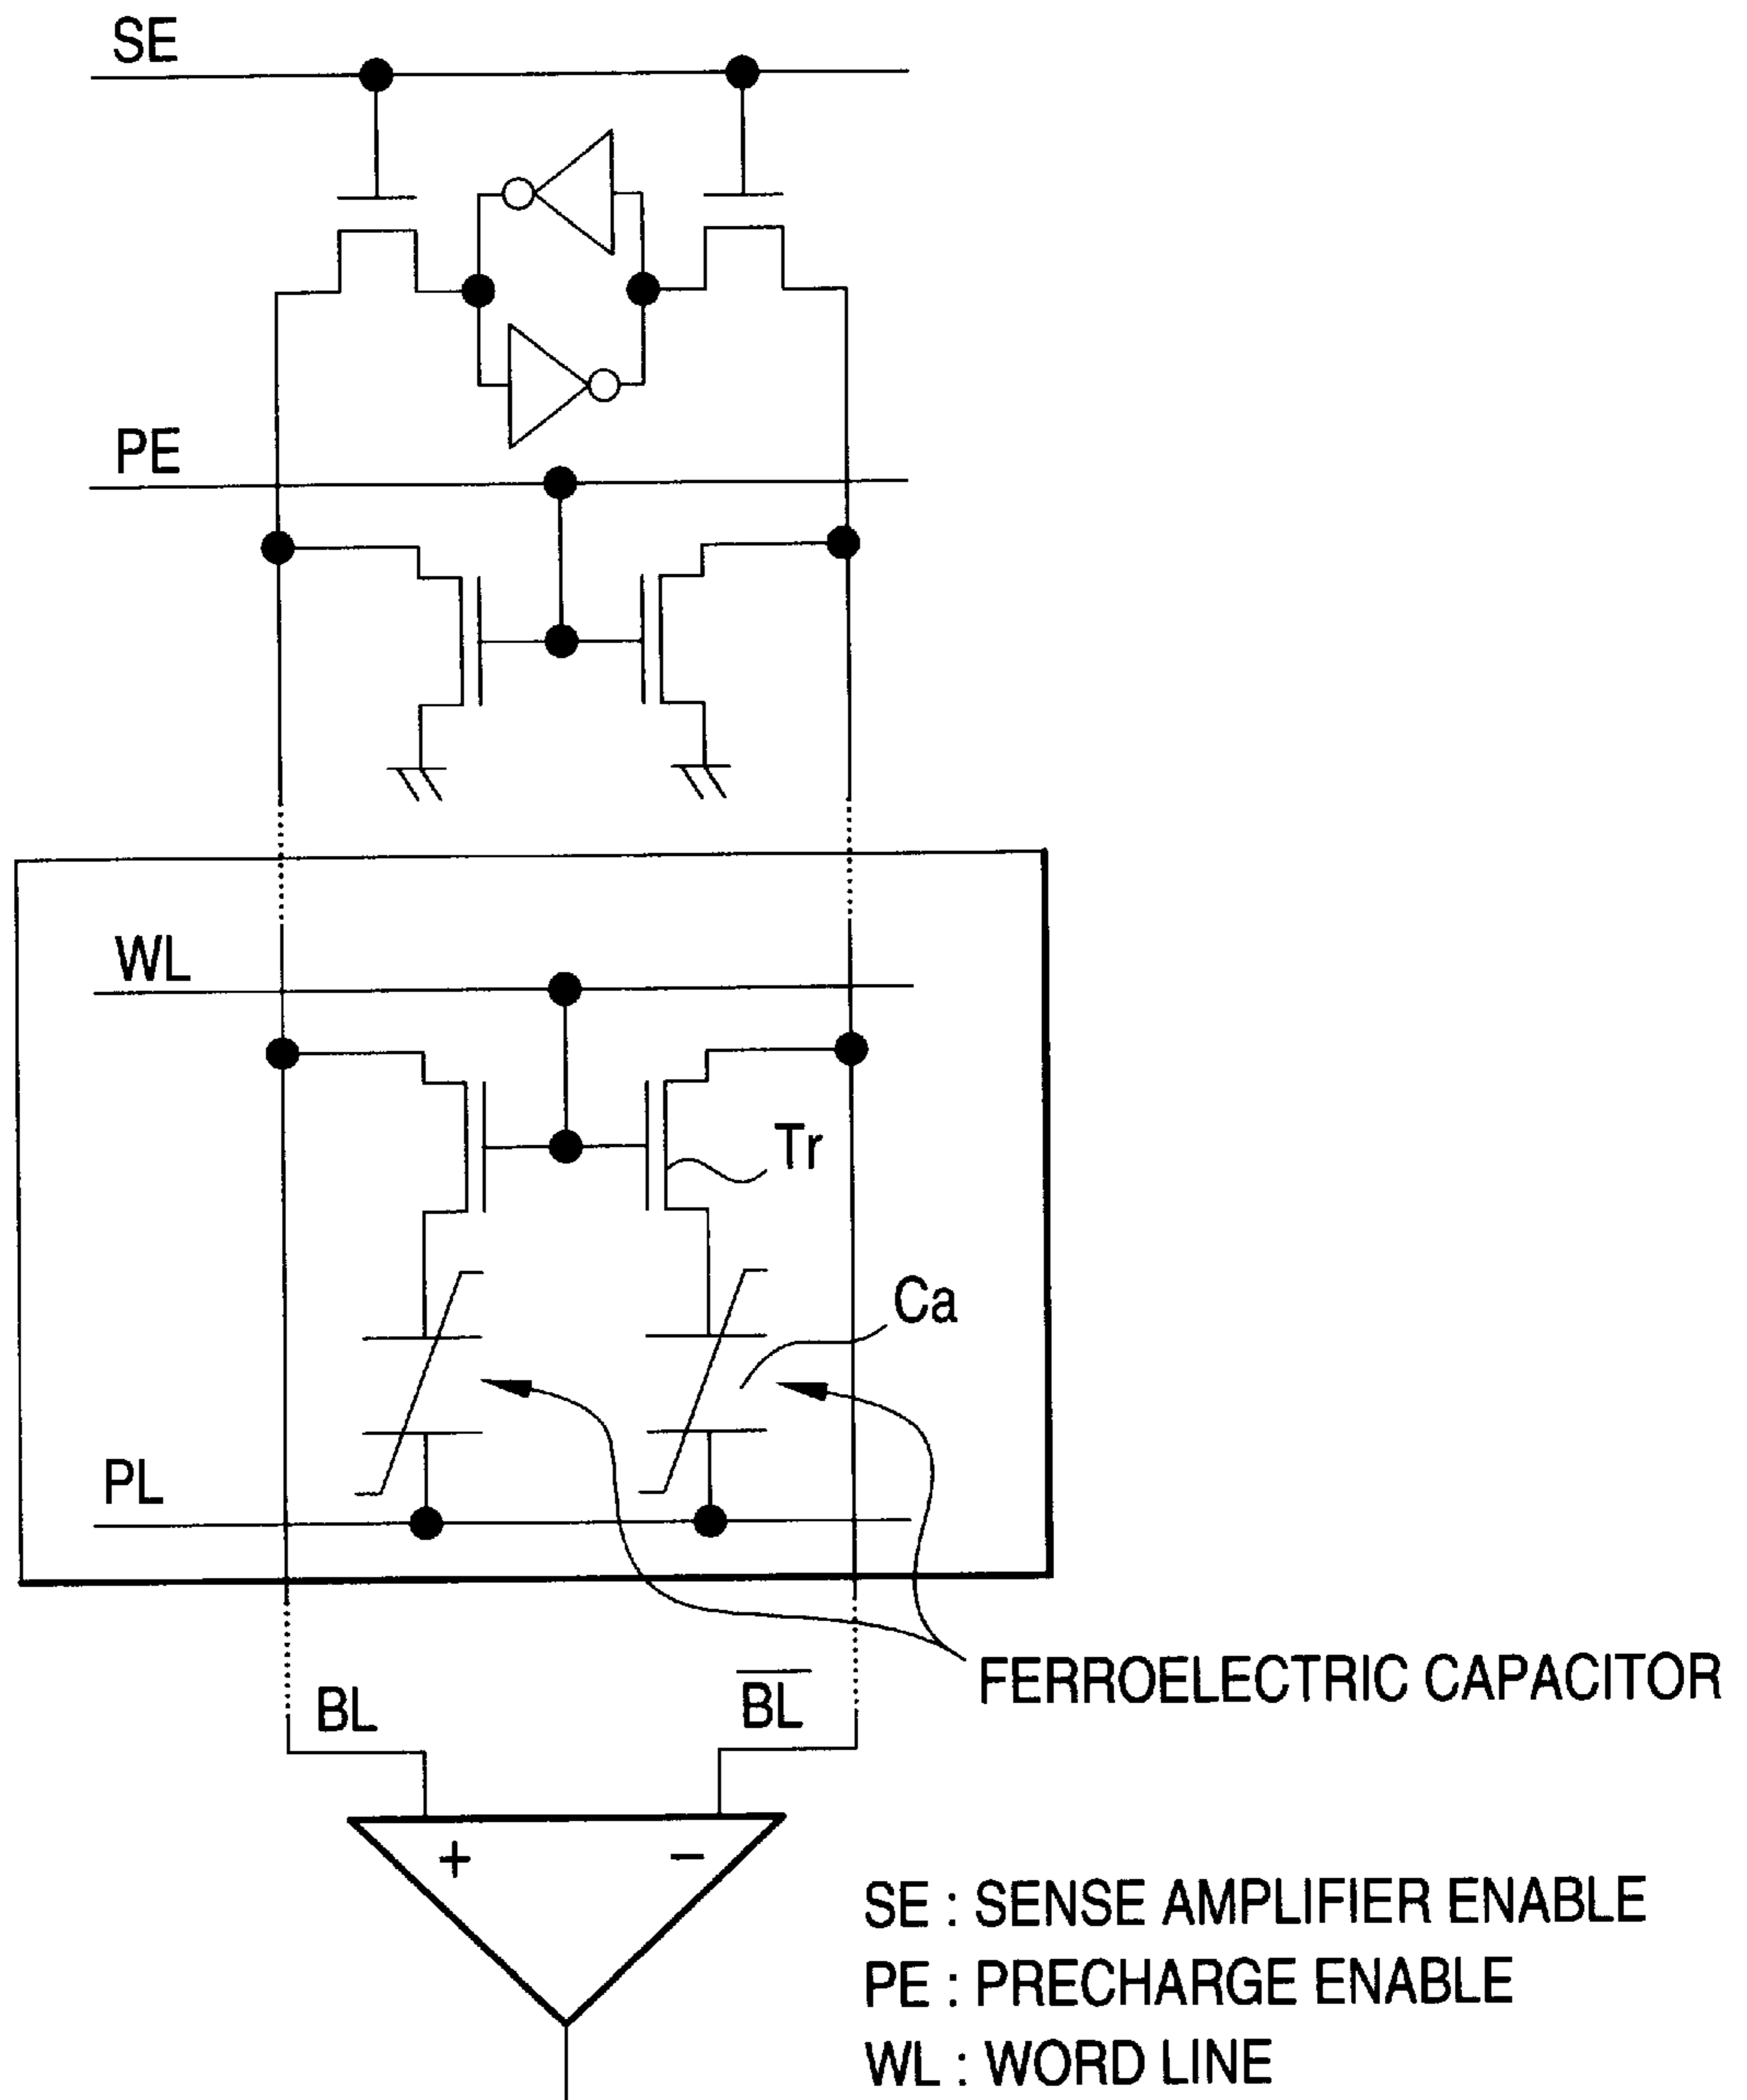 SE
PE
WL
Tr
Ca
PL
FERROELECTRIC CAPACITOR
BL
B̅L̅
+
−
SE : SENSE AMPLIFIER ENABLE
PE : PRECHARGE ENABLE
WL : WORD LINE